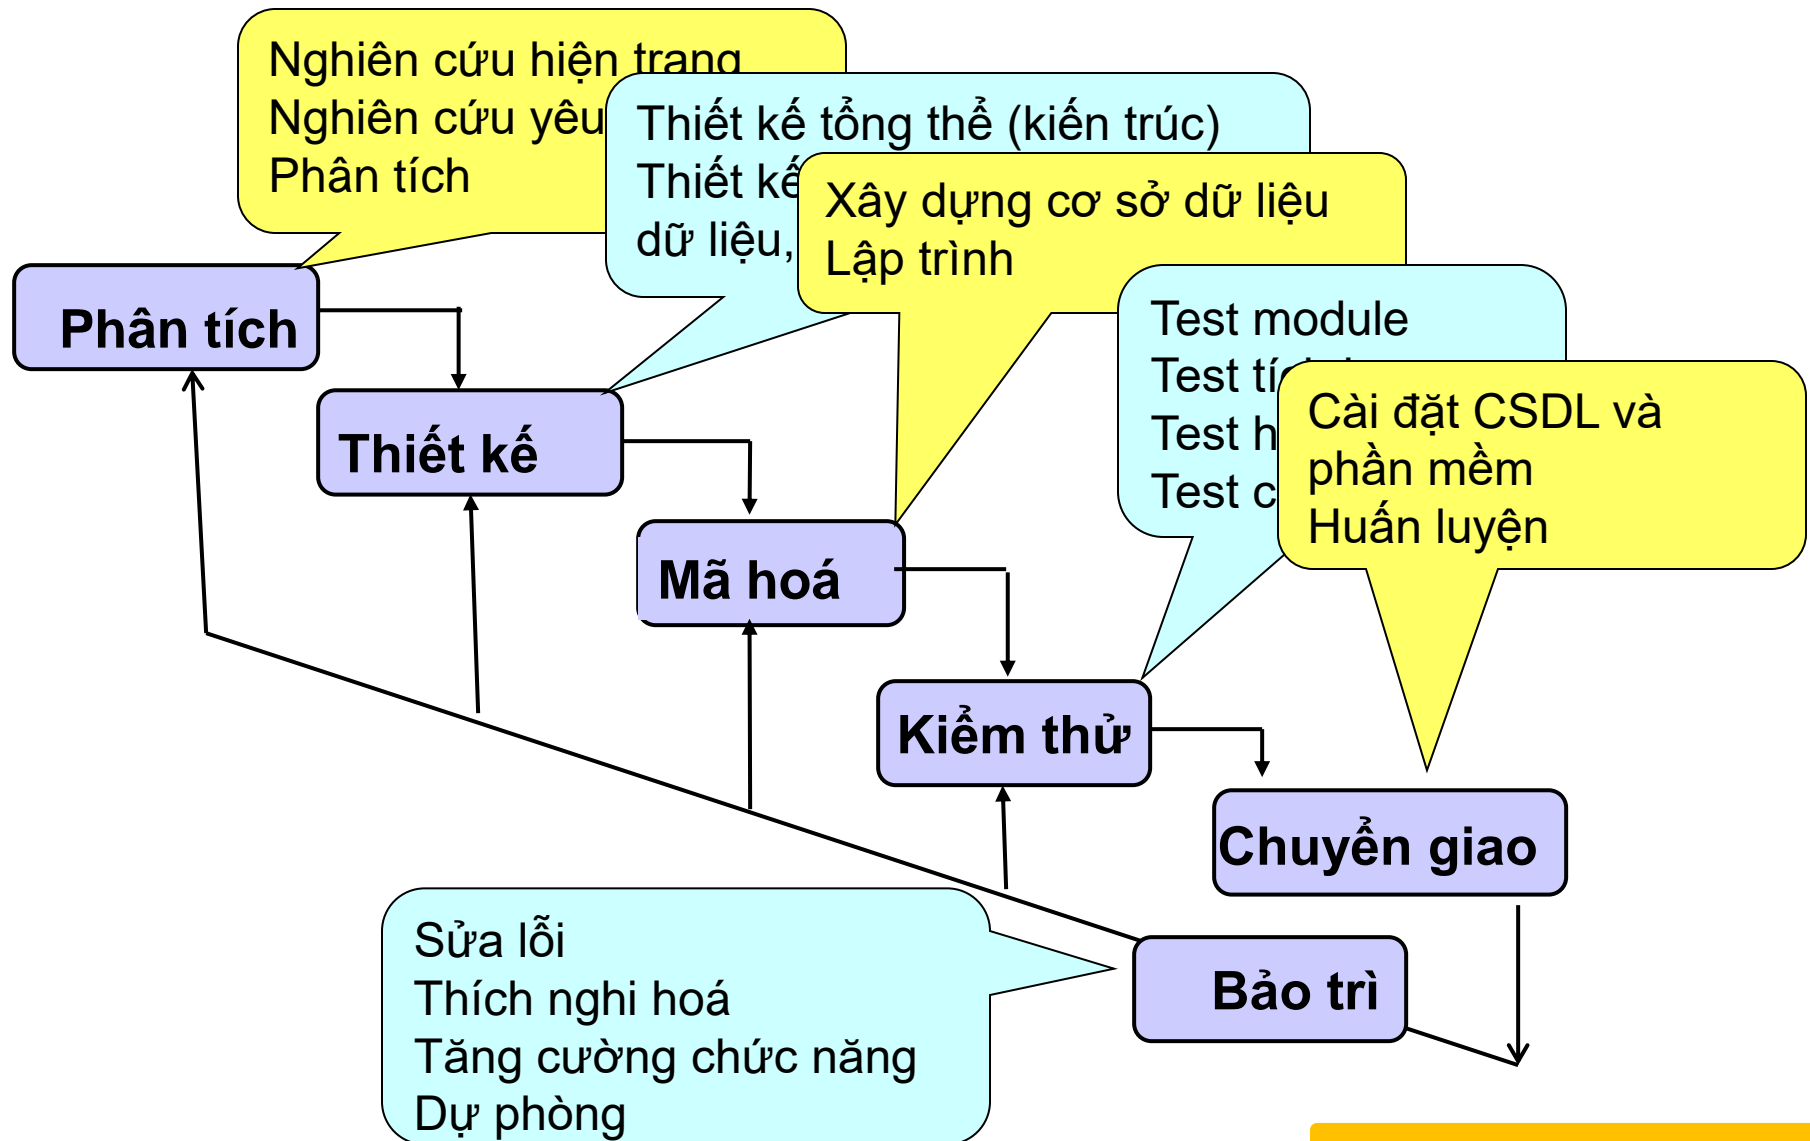 Nghiên cứu hiện trạng
Nghiên cứu yêu
Phân tích
Thiết kế tổng thể (kiến trúc)
Thiết kế
dữ liệu,
Xây dựng cơ sở dữ liệu
Lập trình
Test module
Test
Test
Test
Cài đặt CSDL và
phần mềm
Huấn luyện
Phân tích
Thiết kế
Mã hoá
Kiểm thử
Chuyển giao
Bảo trì
Sửa lỗi
Thích nghi hoá
Tăng cường chức năng
Dự phòng